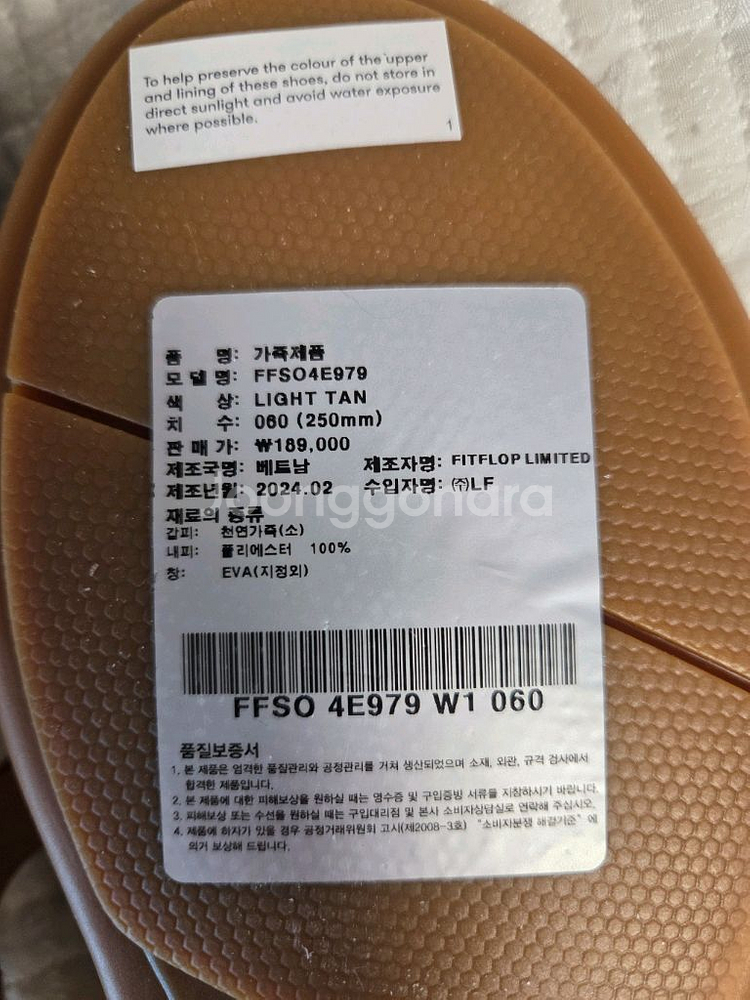 To help preserve the colour of the upper
and lining of these shoes, do not store in
direct sunlight and avoid water exposure
where possible.
1
품 명: 가죽제품
모 델 명: FFSO4E979
색 상: LIGHT TAN
치 수: 060 (250mm)
판 매 가: ₩189,000
제조국명: 베트남 제조자명: FITFLOP LIMITED
제조년월: 2024.02 수입자명: ㈜LF
Joonggonara
재료의 종류
갑피: 천연가죽(소)
내피: 폴리에스터 100%
창: EVA(지정외)
FFSO 4E979 W1 060
품질보증서
1. 본 제품은 엄격한 품질관리와 공정관리를 거쳐 생산되었으며 소재, 외관, 규격 검사에서
합격한 제품입니다.
2. 본 제품에 대한 피해보상을 원하실 때는 영수증 및 구입증빙 서류를 지참하시기 바랍니다.
3. 피해보상 또는 수선을 원하실 때는 구입대리점 및 본사 소비자상담실로 연락해 주십시오.
4. 제품에 하자가 있을 경우 공정거래위원회 고시(제2008-3호) "소비자분쟁 해결기준"에
의거 보상해 드립니다.